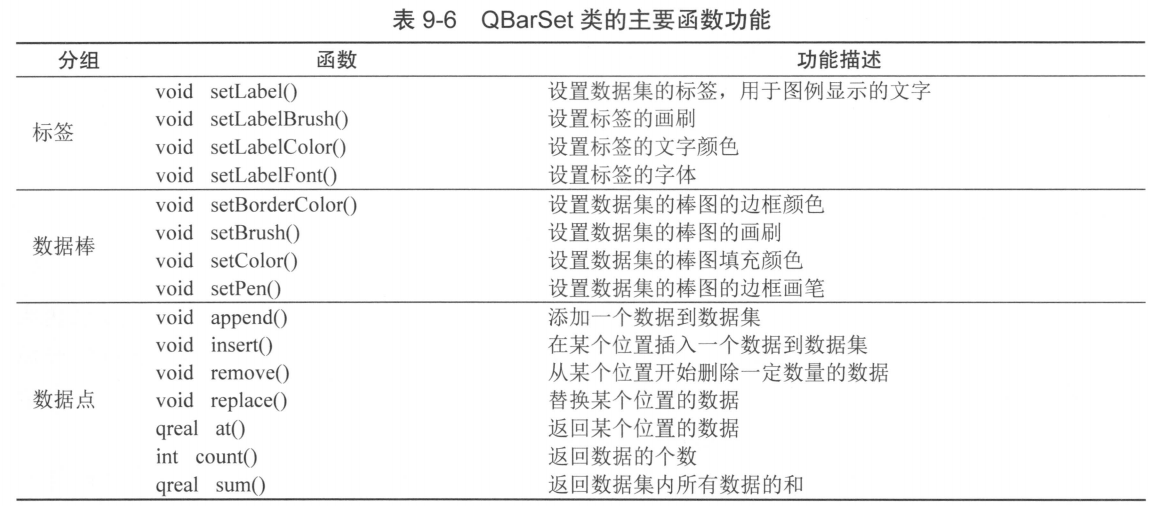 表 9-6 QBarSet 类的主要函数功能
分组 函数 功能描述
标签 void setLabel() 设置数据集的标签，用于图例显示的文字
void setLabelBrush() 设置标签的画刷
void setLabelColor() 设置标签的文字颜色
void setLabelFont() 设置标签的字体
数据棒 void setBorderColor() 设置数据集的棒图的边框颜色
void setBrush() 设置数据集的棒图的画刷
void setColor() 设置数据集的棒图填充颜色
void setPen() 设置数据集的棒图的边框画笔
数据点 void append() 添加一个数据到数据集
void insert() 在某个位置插入一个数据到数据集
void remove() 从某个位置开始删除一定数量的数据
void replace() 替换某个位置的数据
qreal at() 返回某个位置的数据
int count() 返回数据的个数
qreal sum() 返回数据集内所有数据的和